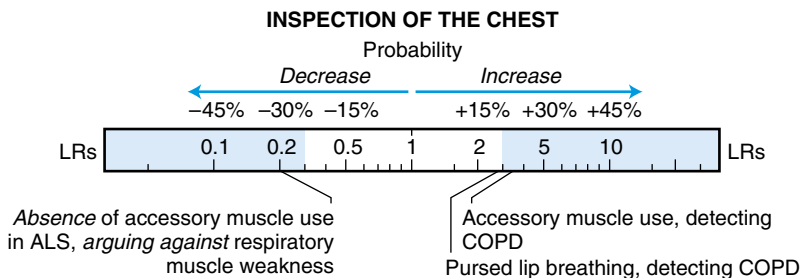 INSPECTION OF THE CHEST
Probability
Decrease Increase
–45% –30% –15% +15% +30% +45%
LRs 0.1 0.2 0.5 1 2 5 10 LRs
Absence of accessory muscle use
in ALS, arguing against respiratory
muscle weakness
Accessory muscle use, detecting
COPD
Pursed lip breathing, detecting COPD